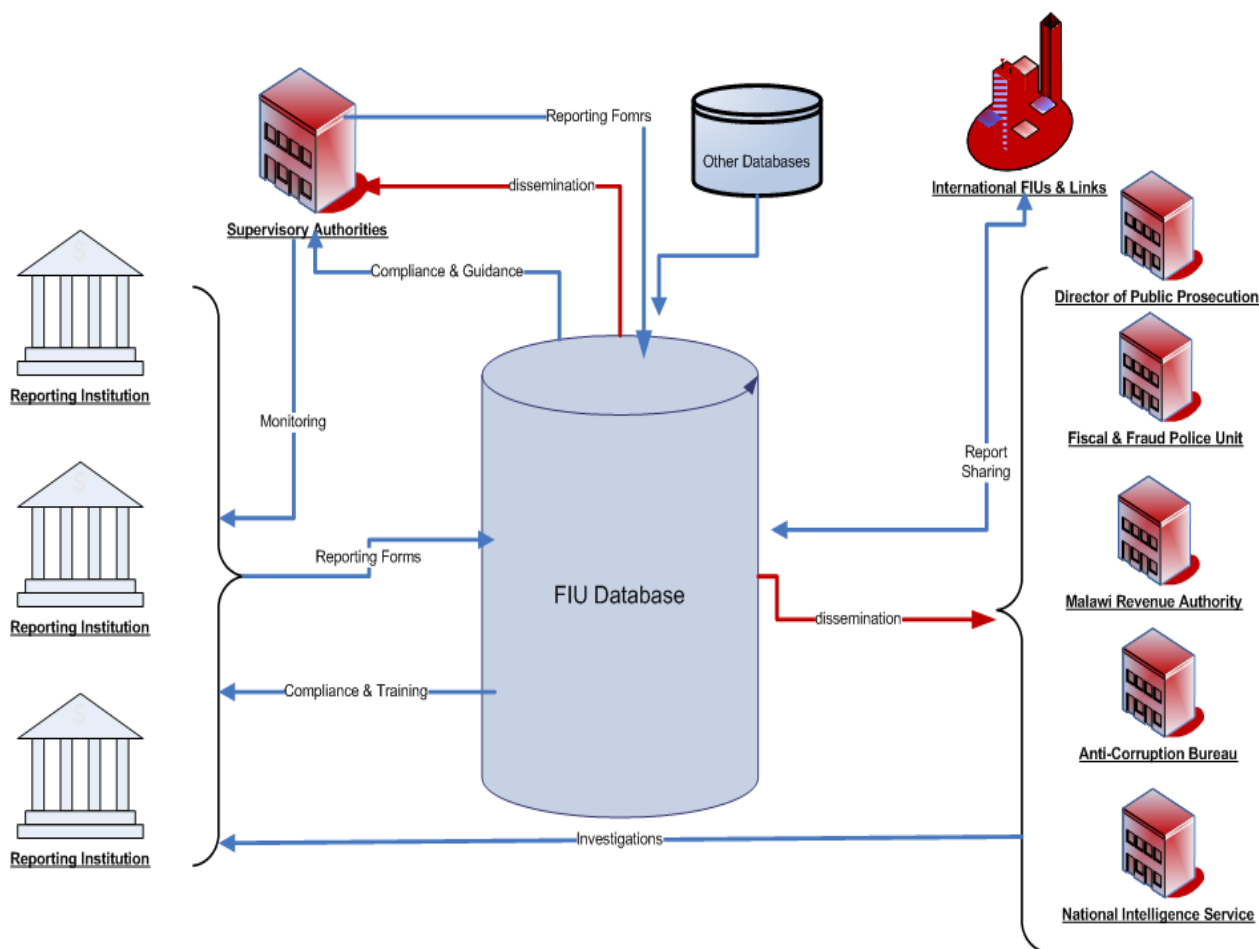 Reporting Fomrs
Other Databases
dissemination
International FIUs & Links
Supervisory Authorities
Compliance & Guidance
Director of Public Prosecution
$
Reporting Institution
Monitoring
Fiscal & Fraud Police Unit
Report
Sharing
$
Reporting Institution
Reporting Forms
FIU Database
Malawi Revenue Authority
dissemination
Compliance & Training
$
Reporting Institution
Anti-Corruption Bureau
Investigations
National Intelligence Service